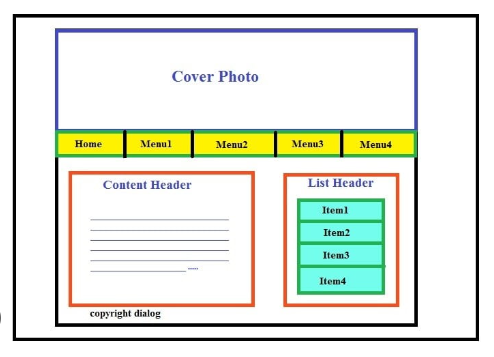 Cover Photo
Home Menu1 Menu2 Menu3 Menu4
Content Header
List Header
Item1
Item2
Item3
Item4
copyright dialog